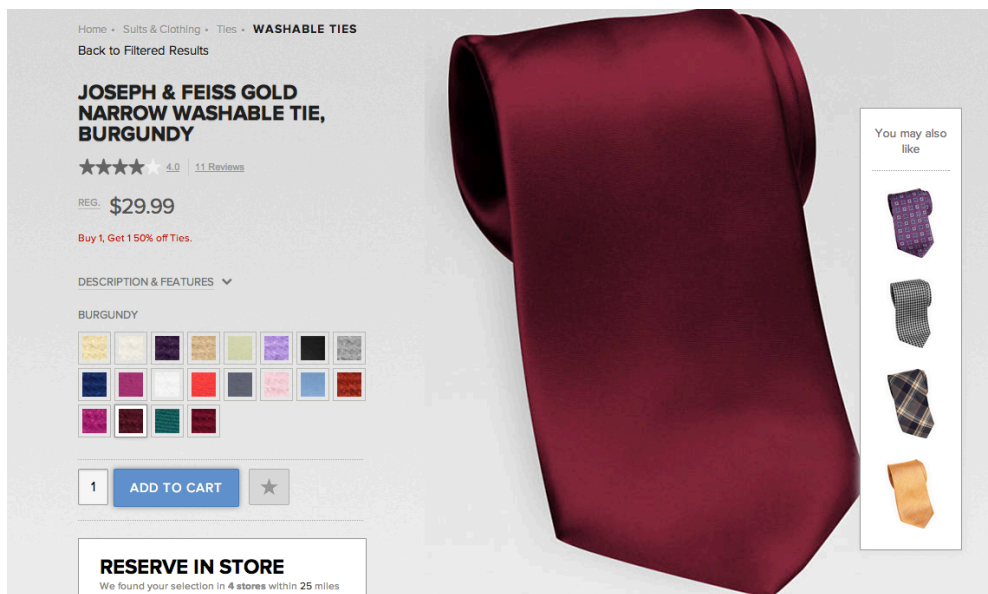 Home • Suits & Clothing • Ties • WASHABLE TIES
Back to Filtered Results
JOSEPH & FEISS GOLD
NARROW WASHABLE TIE,
BURGUNDY
4.0 11 Reviews
REG. $29.99
Buy 1, Get 1 50% off Ties.
DESCRIPTION & FEATURES
BURGUNDY
1 ADD TO CART
RESERVE IN STORE
We found your selection in 4 stores within 25 miles
You may also
like